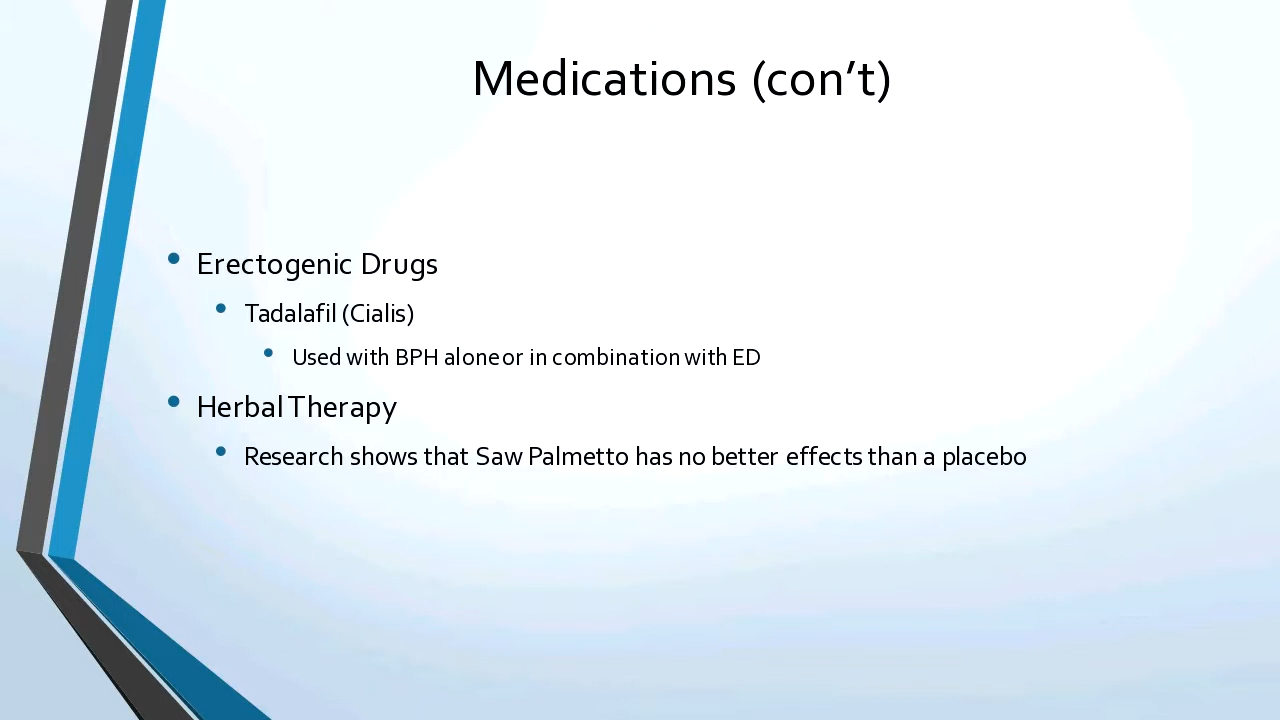 Medications (con’t)
Erectogenic Drugs
Tadalafil (Cialis)
Used with BPH alone or in combination with ED
Herbal Therapy
Research shows that Saw Palmetto has no better effects than a placebo